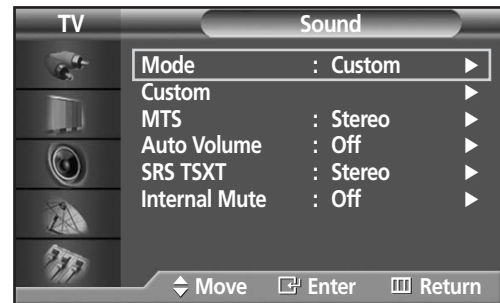 TV Sound
Mode : Custom
Custom
MTS : Stereo
Auto Volume : Off
SRS TSXT : Stereo
Internal Mute : Off
Move Enter Return